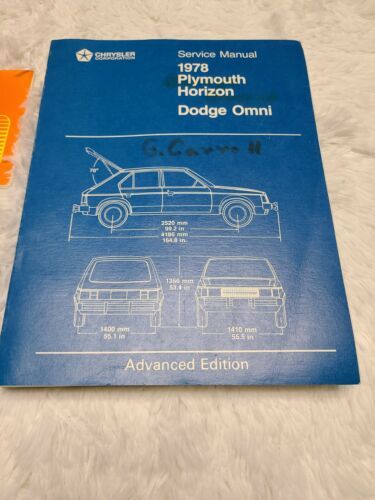 CHRYSLER
CORPORATION
Service Manual
1978
Plymouth
Horizon
Dodge Omni
G. Carroll
78°
2520 mm
99.2 in
4186 mm
164.8 in.
1356 mm
53.4 in
1400 mm
55.1 in
1410 mm
55.5 in
Advanced Edition